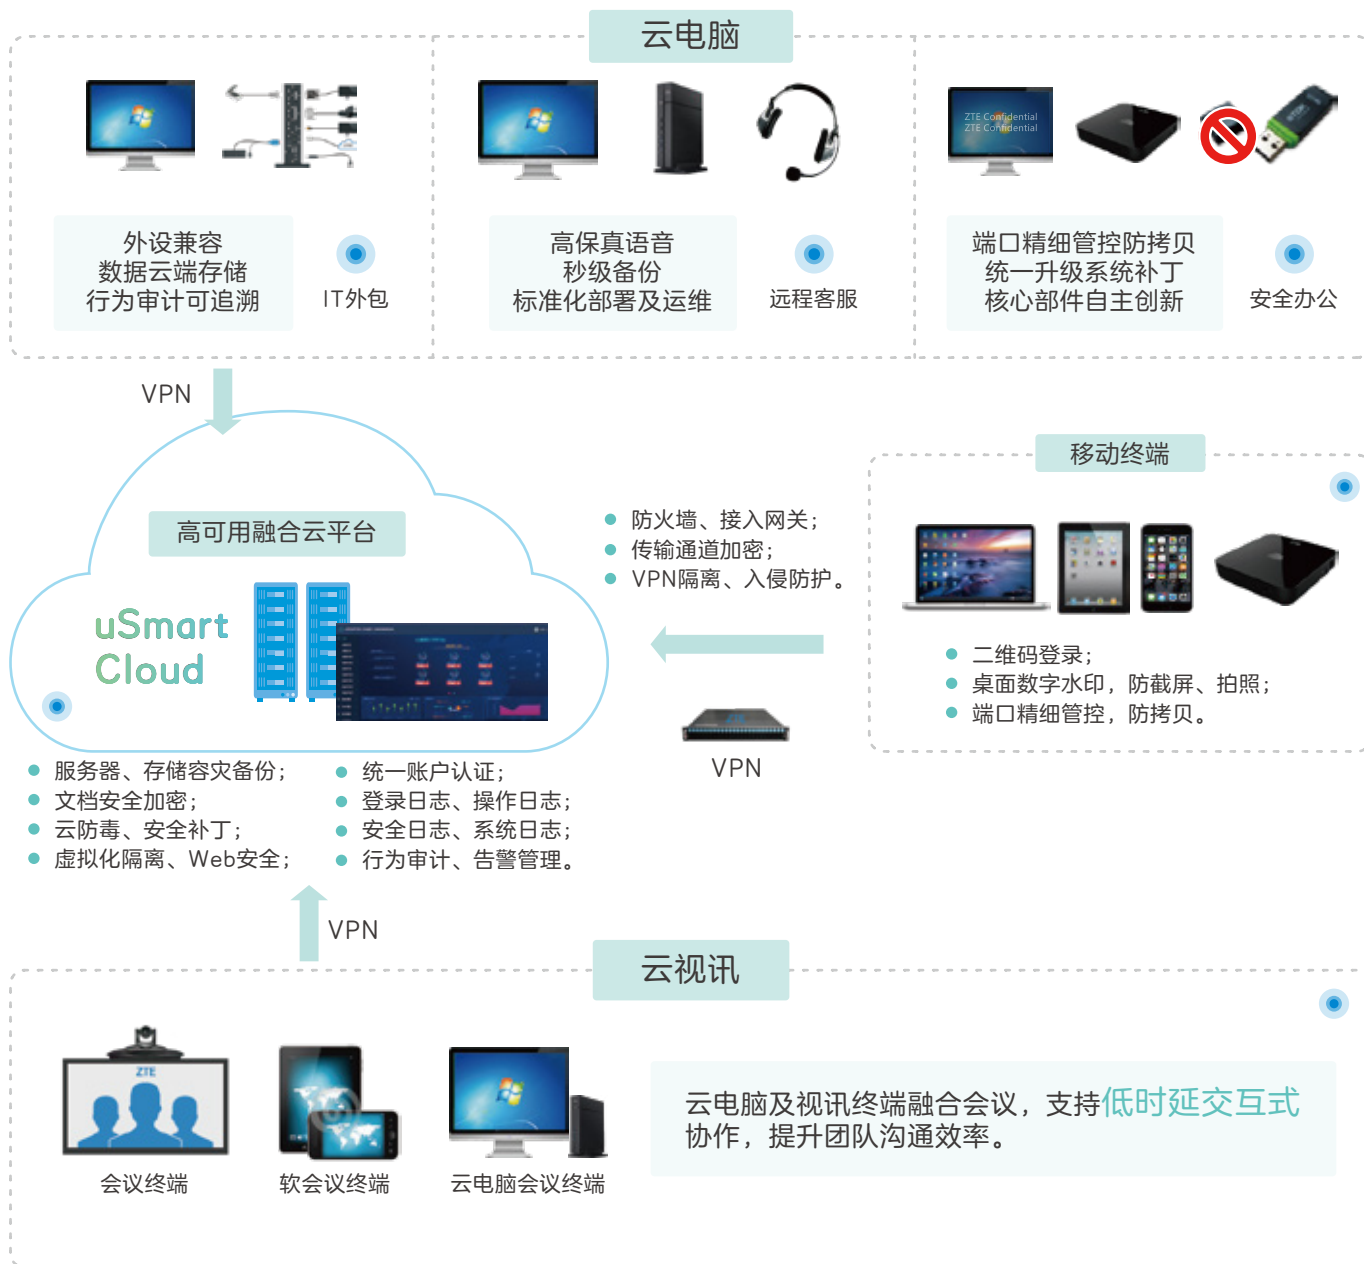 云电脑
ZTE Confidential
ZTE Confidential
外设兼容
数据云端存储
行为审计可追溯
IT外包
高保真语音
秒级备份
标准化部署及运维
远程客服
端口精细管控防拷贝
统一升级系统补丁
核心部件自主创新
安全办公
VPN
移动终端
高可用融合云平台
uSmart
Cloud
防火墙、接入网关；
传输通道加密；
VPN隔离、入侵防护。
二维码登录；
桌面数字水印，防截屏、拍照；
端口精细管控，防拷贝。
VPN
服务器、存储容灾备份；
文档安全加密；
云防毒、安全补丁；
虚拟化隔离、Web安全；
统一账户认证；
登录日志、操作日志；
安全日志、系统日志；
行为审计、告警管理。
VPN
云视讯
ZTE
会议终端
软会议终端
云电脑会议终端
云电脑及视讯终端融合会议，支持低时延交互式
协作，提升团队沟通效率。